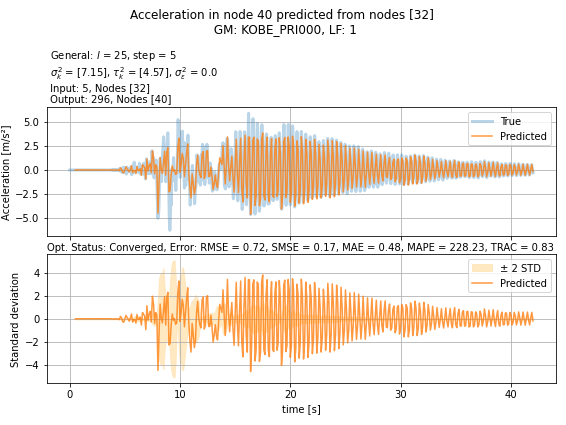 Acceleration in node 40 predicted from nodes [32]
GM: KOBE_PRI000, LF: 1
General: l = 25, step = 5
σ²ₖ = [7.15], τ²ₖ = [4.57], σ²ₑ = 0.0
Input: 5, Nodes [32]
Output: 296, Nodes [40]
5.0
2.5
0.0
−2.5
−5.0
Acceleration [m/s²]
True
Predicted
Opt. Status: Converged, Error: RMSE = 0.72, SMSE = 0.17, MAE = 0.48, MAPE = 228.23, TRAC = 0.83
4
2
0
−2
−4
Standard deviation
± 2 STD
Predicted
0 10 20 30 40
time [s]